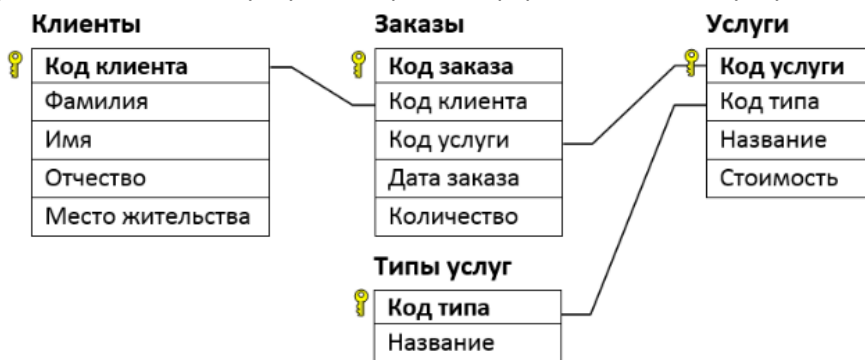 Клиенты
Код клиента
Фамилия
Имя
Отчество
Место жительства
Заказы
Код заказа
Код клиента
Код услуги
Дата заказа
Количество
Услуги
Код услуги
Код типа
Название
Стоимость
Типы услуг
Код типа
Название